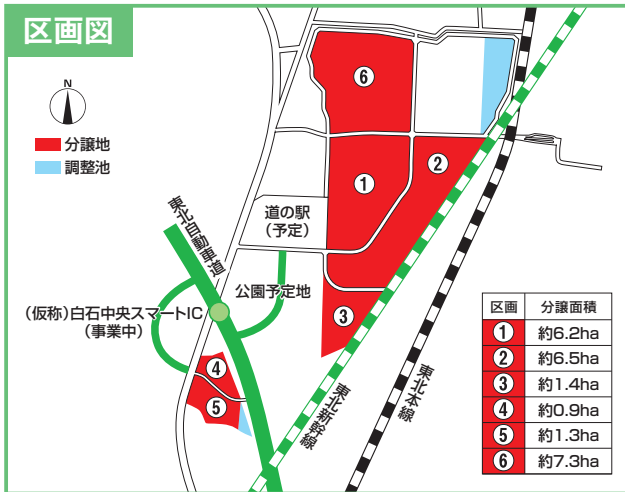 区画図
N
分譲地
調整池
⑥
②
①
道の駅
(予定)
東北自動車道
公園予定地
(仮称)白石中央スマートIC
(事業中)
③
④
⑤
東北新幹線
東北本線
区画 分譲面積
① 約6.2ha
② 約6.5ha
③ 約1.4ha
④ 約0.9ha
⑤ 約1.3ha
⑥ 約7.3ha